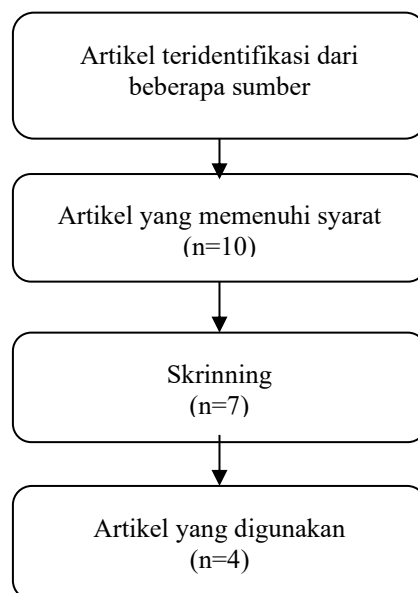 Artikel teridentifikasi dari
beberapa sumber
Artikel yang memenuhi syarat
(n=10)
Skrinning
(n=7)
Artikel yang digunakan
(n=4)